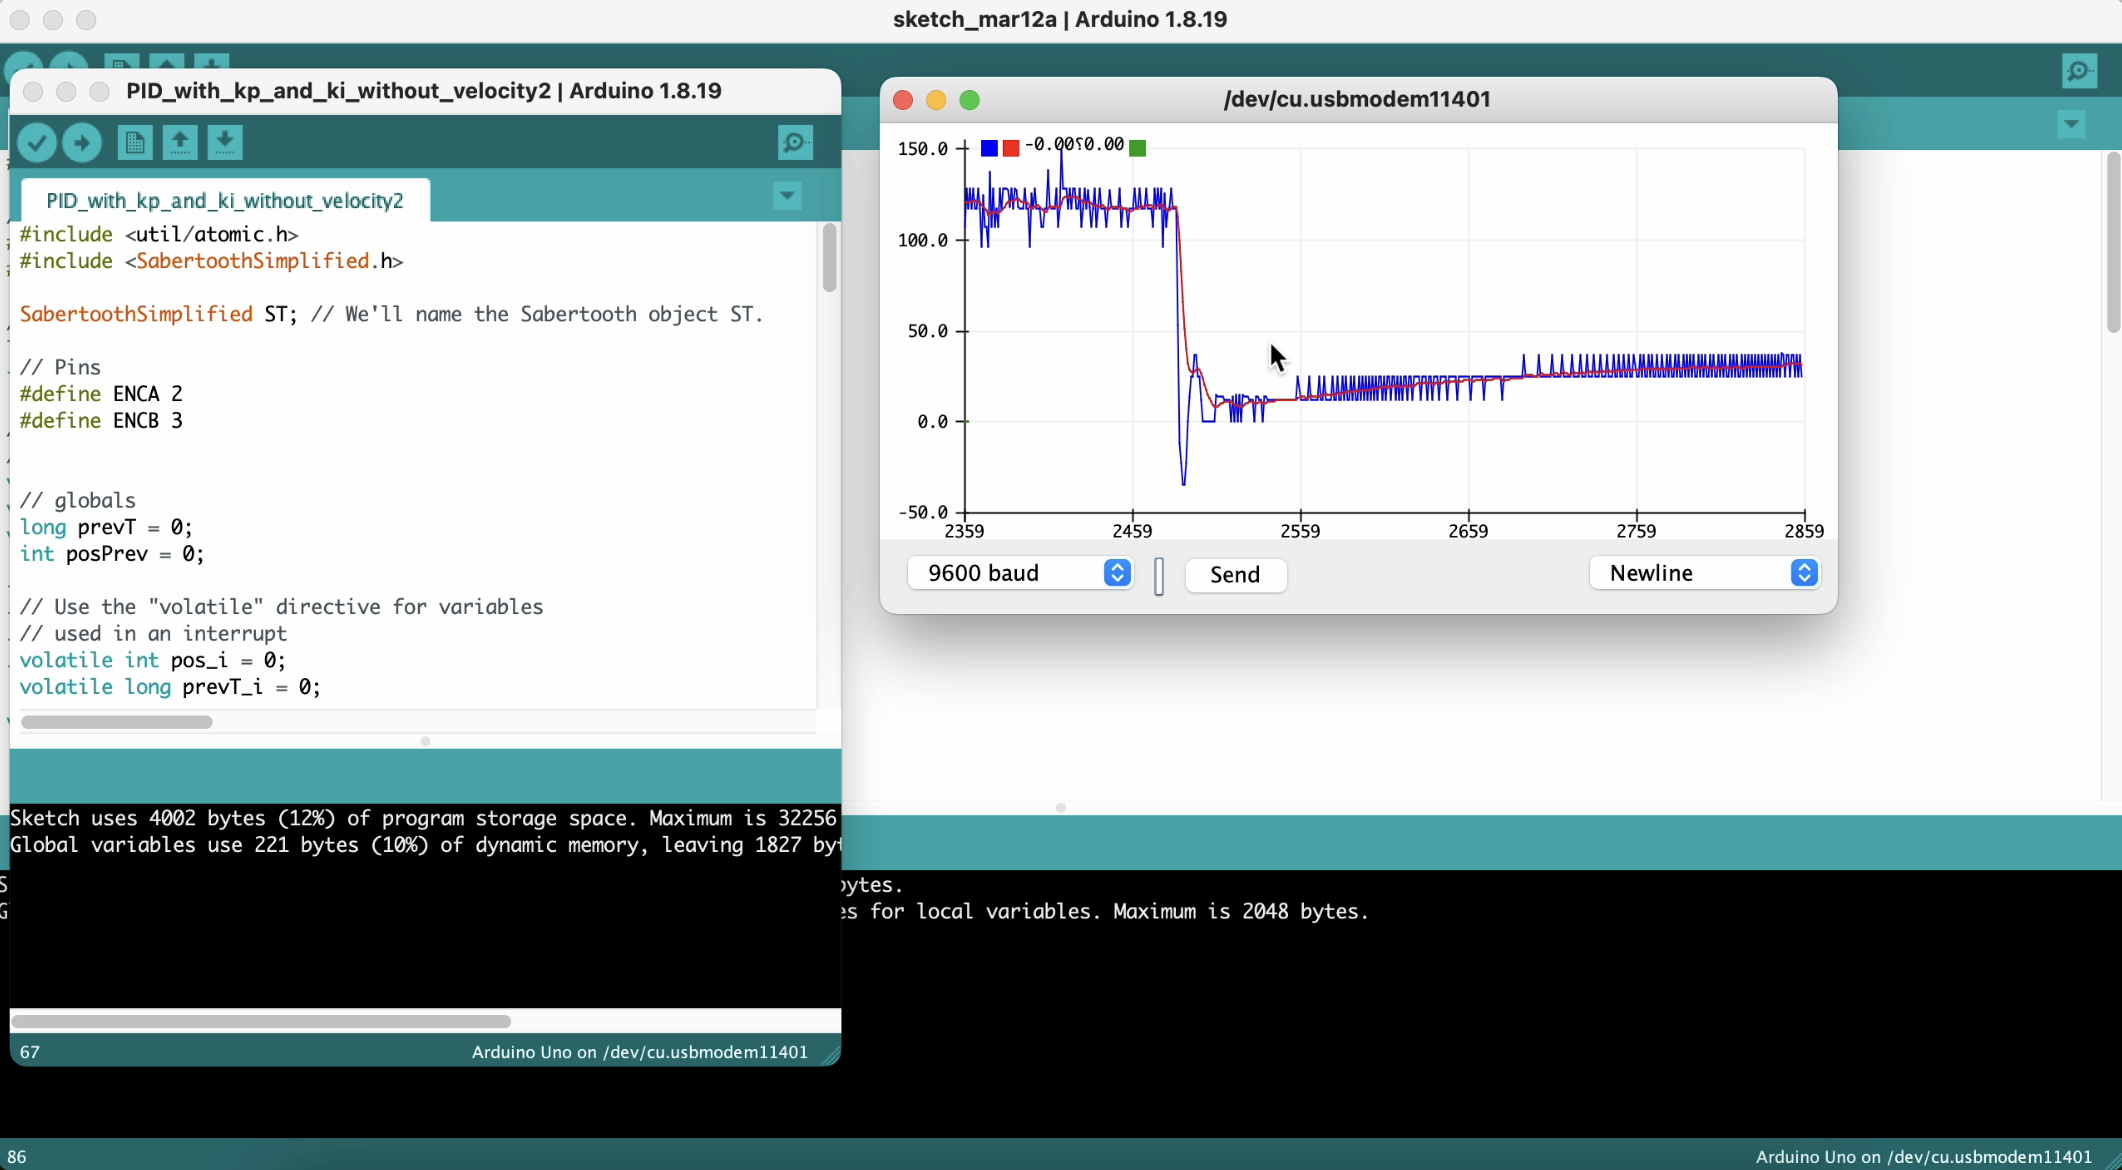 sketch_mar12a | Arduino 1.8.19
PID_with_kp_and_ki_without_velocity2 | Arduino 1.8.19
PID_with_kp_and_ki_without_velocity2
#include <util/atomic.h>
#include <SabertoothSimplified.h>
SabertoothSimplified ST; // We'll name the Sabertooth object ST.
// Pins
#define ENCA 2
#define ENCB 3
// globals
long prevT = 0;
int posPrev = 0;
// Use the "volatile" directive for variables
// used in an interrupt
volatile int pos_i = 0;
volatile long prevT_i = 0;
Sketch uses 4002 bytes (12%) of program storage space. Maximum is 32256
Global variables use 221 bytes (10%) of dynamic memory, leaving 1827 byt
67
Arduino Uno on /dev/cu.usbmodem11401
/dev/cu.usbmodem11401
150.0
100.0
50.0
0.0
-50.0
2359 2459 2559 2659 2759 2859
9600 baud
Send
Newline
bytes.
es for local variables. Maximum is 2048 bytes.
86
Arduino Uno on /dev/cu.usbmodem11401